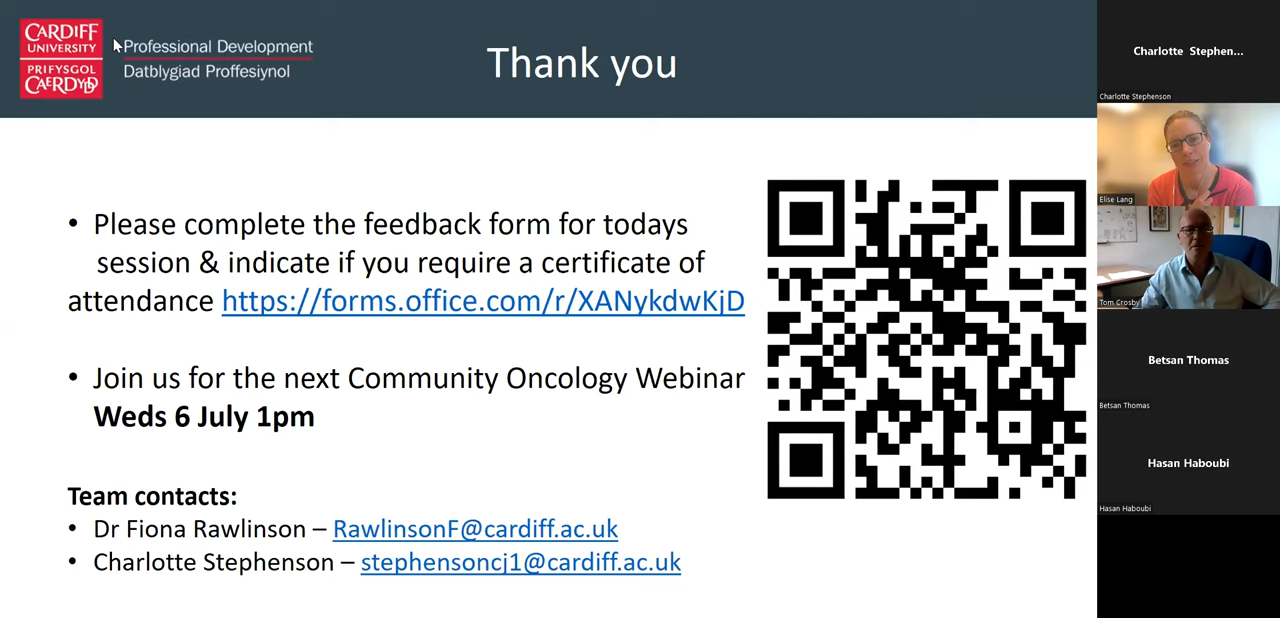 CARDIFF
UNIVERSITY
PRIFYSGOL
CAERDYDD
Professional Development
Datblygiad Proffesiynol
Thank you
• Please complete the feedback form for todays
session & indicate if you require a certificate of
attendance https://forms.office.com/r/XANykdwKjD
• Join us for the next Community Oncology Webinar
Weds 6 July 1pm
Team contacts:
• Dr Fiona Rawlinson – RawlinsonF@cardiff.ac.uk
• Charlotte Stephenson – stephensoncj1@cardiff.ac.uk
Charlotte Stephen...
Charlotte Stephenson
Elise Lang
Tom Crosby
Betsan Thomas
Betsan Thomas
Hasan Haboubi
Hasan Haboubi